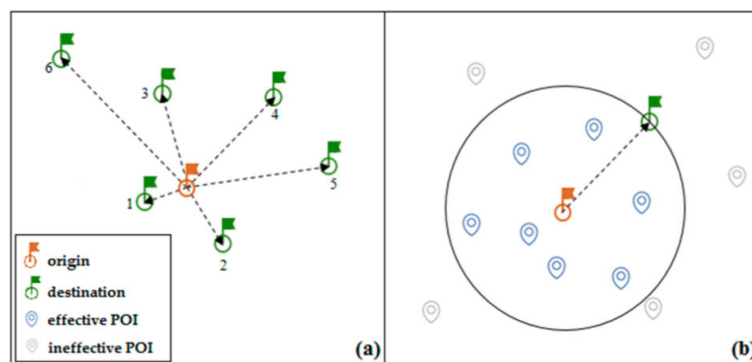 6
3
4
5
1
2
origin
destination
effective POI
ineffective POI
(a)
(b)